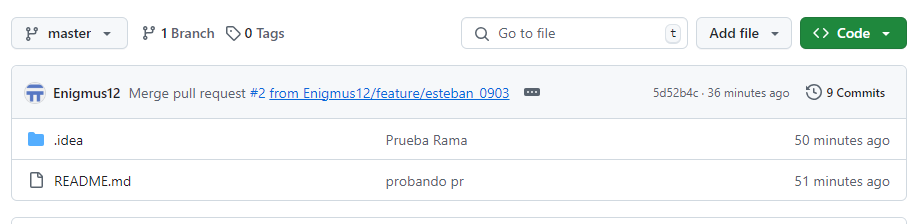 master 1 Branch 0 Tags Go to file t Add file Code
Enigmus12 Merge pull request #2 from Enigmus12/feature/esteban_0903 5d52b4c · 36 minutes ago 9 Commits
.idea Prueba Rama 50 minutes ago
README.md probando pr 51 minutes ago